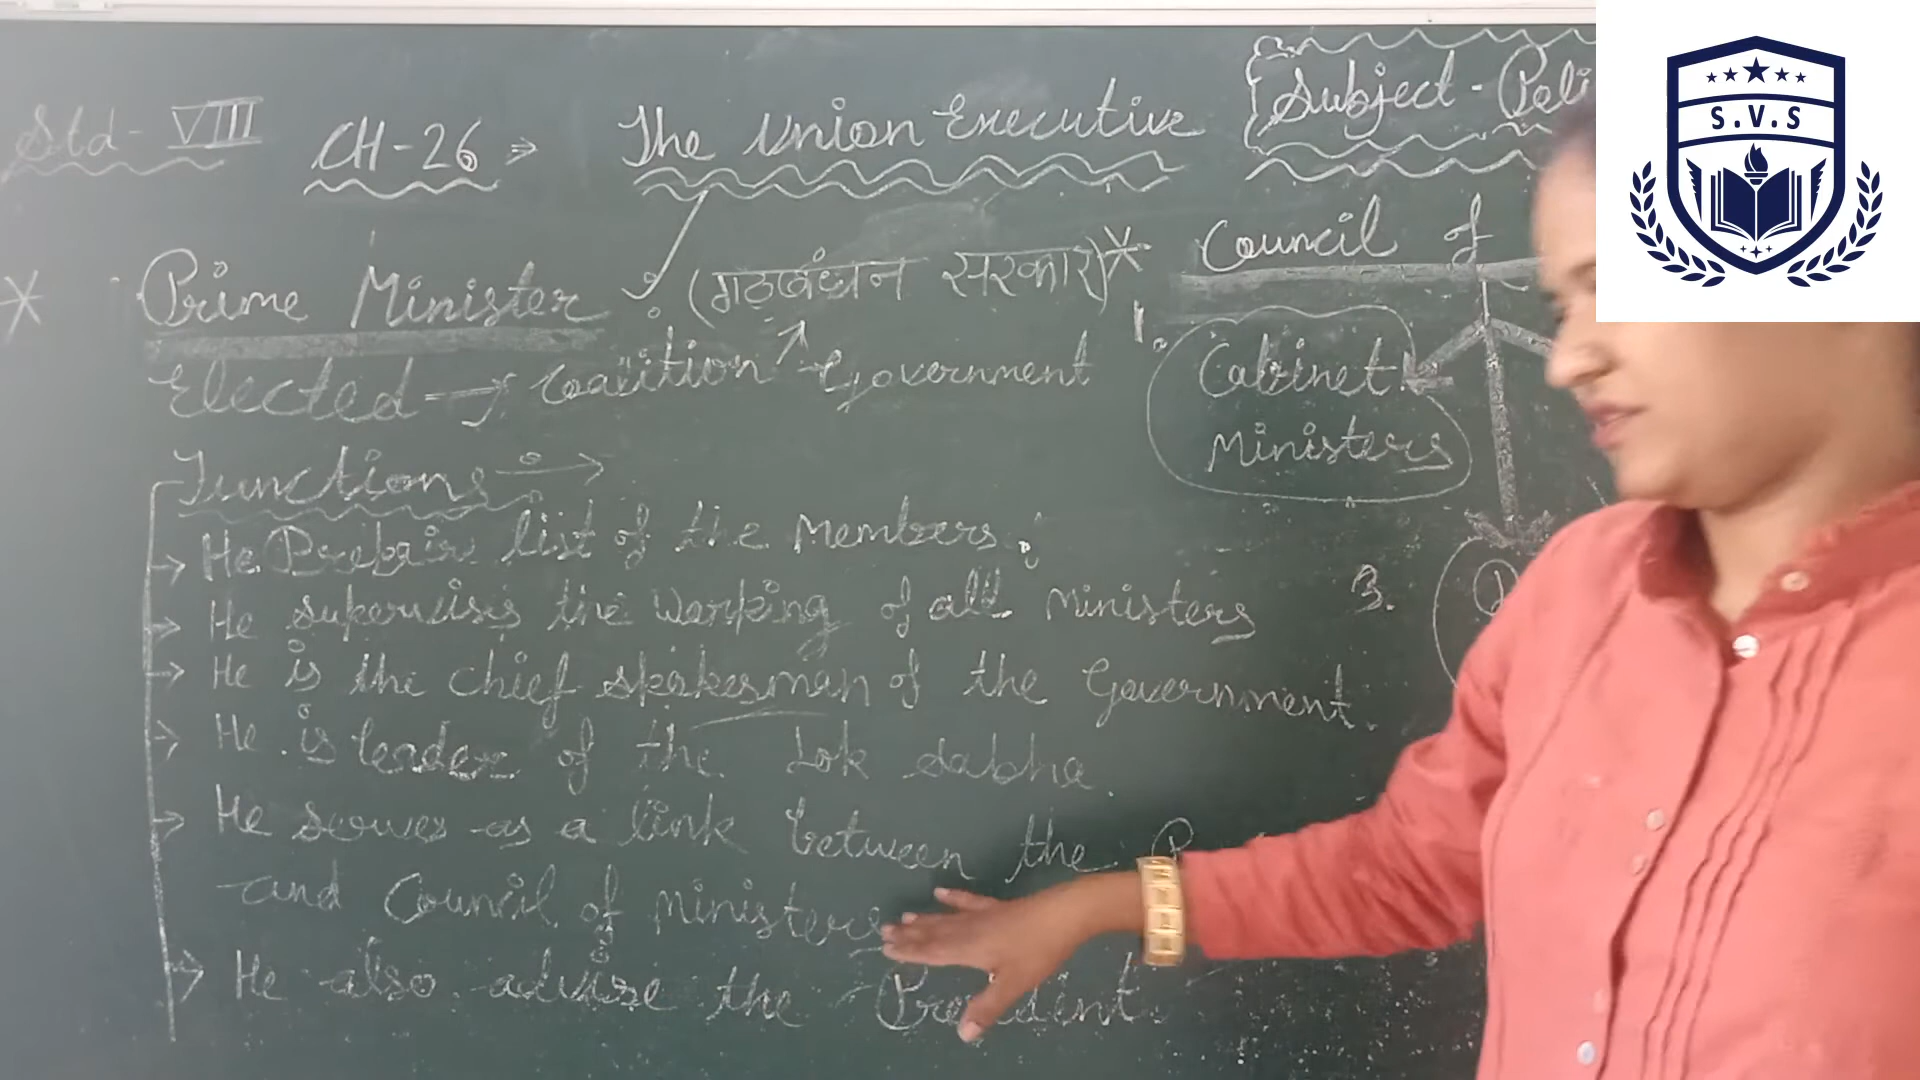 Std - VIII
CH-26 ⇒ The Union Executive
Subject - Poli
S.V.S
* Prime Minister (गठबंधन सरकार)
Elected → coalition Government
Functions →
→ He Prepair list of the Members.
→ He supervises the working of all Ministers
→ He is the chief spokesman of the Government.
→ He is leader of the Lok Sabha.
→ He serves as a link between the P
and Council of Ministers
→ He also advise the President.
* Council of
1. Cabinet
Ministers
3.